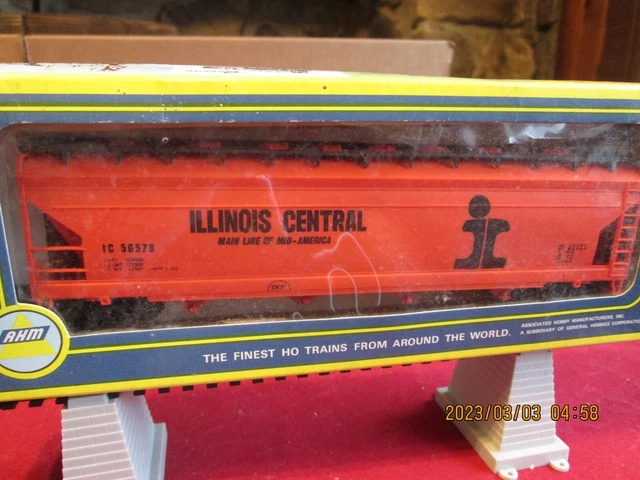 ILLINOIS CENTRAL
MAIN LINE OF MID-AMERICA
IC 56578
i
AHM
THE FINEST HO TRAINS FROM AROUND THE WORLD.
ASSOCIATED HOBBY MANUFACTURERS, INC.
A SUBSIDIARY OF GENERAL HOBBIES CORPORATION
2023/03/03 04:58